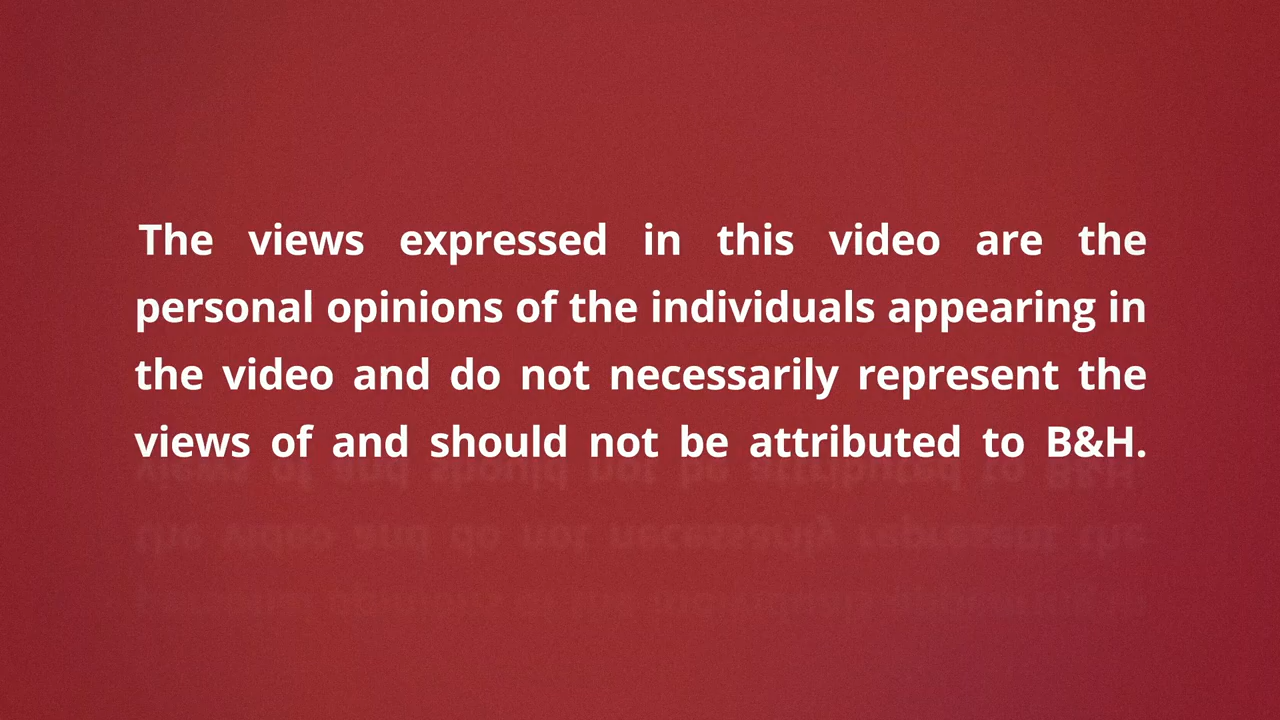 The views expressed in this video are the
personal opinions of the individuals appearing in
the video and do not necessarily represent the
views of and should not be attributed to B&H.